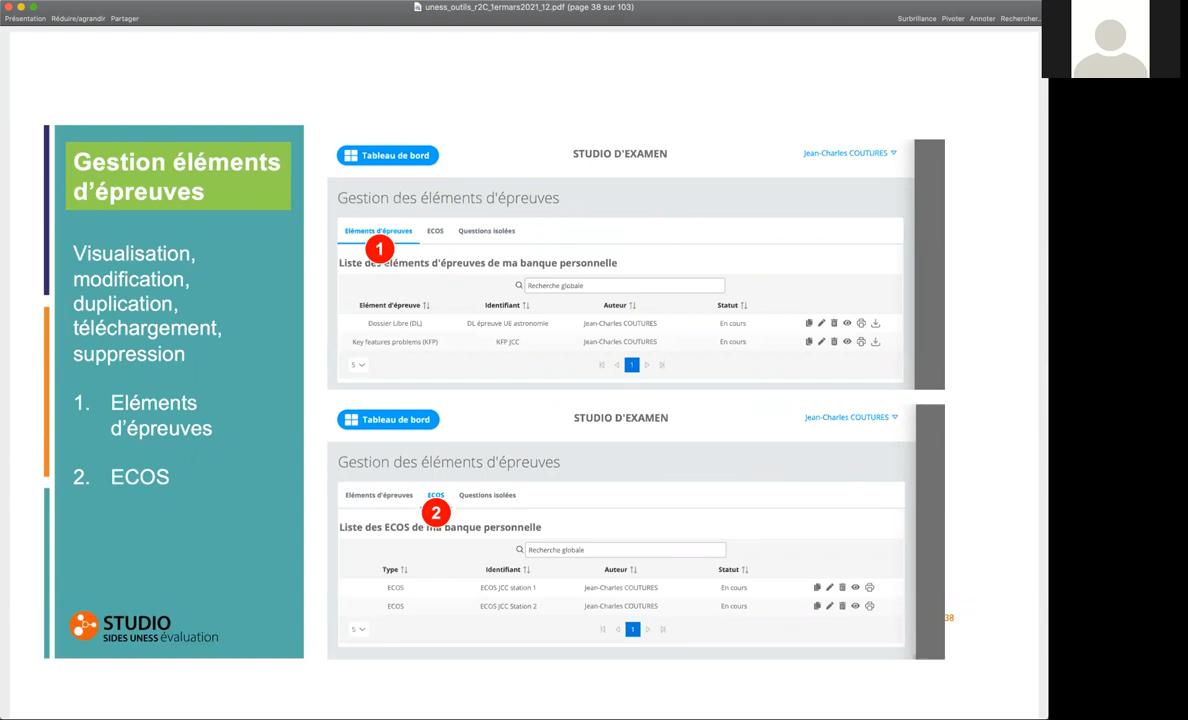 uness_outils_r2C_1ermars2021_12.pdf (page 38 sur 103)
Présentation Réduire/agrandir Partager
Surbrillance Pivoter Annoter Rechercher..
Gestion éléments
d'épreuves
Visualisation,
modification,
duplication,
téléchargement,
suppression
1. Eléments
d'épreuves
2. ECOS
STUDIO
SIDES UNESS évaluation
Tableau de bord
STUDIO D'EXAMEN
Jean-Charles COUTURES
Gestion des éléments d'épreuves
Eléments d'épreuves ECOS Questions isolées
1
Liste des éléments d'épreuves de ma banque personnelle
Recherche globale
Elément d'épreuve Identifiant Auteur Statut
Dossier Libre (DL) DL épreuve UE astronomie Jean-Charles COUTURES En cours
Key features problems (KFP) KFP JCC Jean-Charles COUTURES En cours
5
1
Tableau de bord
STUDIO D'EXAMEN
Jean-Charles COUTURES
Gestion des éléments d'épreuves
Eléments d'épreuves ECOS Questions isolées
2
Liste des ECOS de ma banque personnelle
Recherche globale
Type Identifiant Auteur Statut
ECOS ECOS JCC station 1 Jean-Charles COUTURES En cours
ECOS ECOS JCC Station 2 Jean-Charles COUTURES En cours
5
1
38